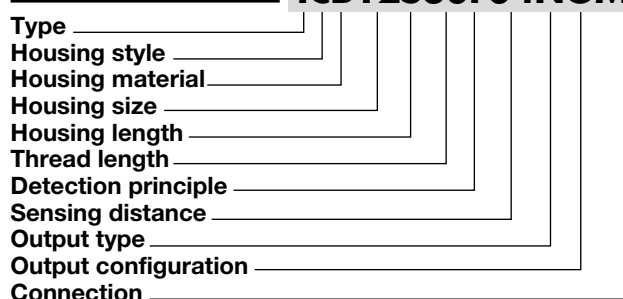 Type
Housing style
Housing material
Housing size
Housing length
Thread length
Detection principle
Sensing distance
Output type
Output configuration
Connection